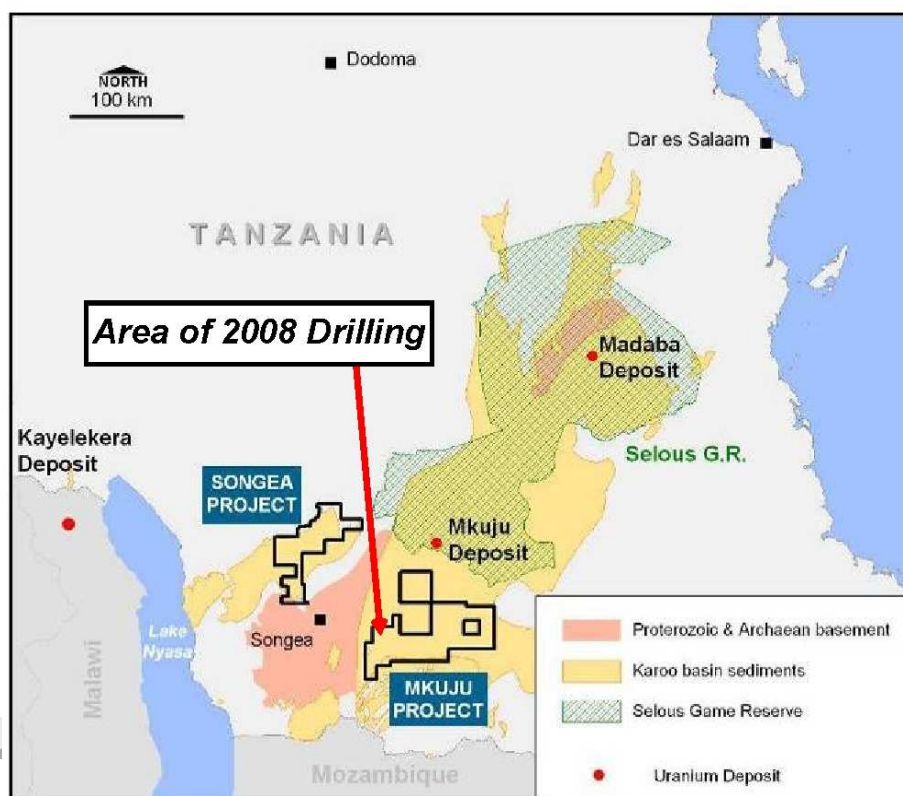 NORTH
100 km
Dodoma
Dar es Salaam
TANZANIA
Area of 2008 Drilling
Madaba
Deposit
Kayelekera
Deposit
Selous G.R.
SONGEA
PROJECT
Mkuju
Deposit
Songea
Lake
Nyasa
Malawi
MKUJU
PROJECT
Mozambique
Proterozoic & Archaean basement
Karoo basin sediments
Selous Game Reserve
Uranium Deposit